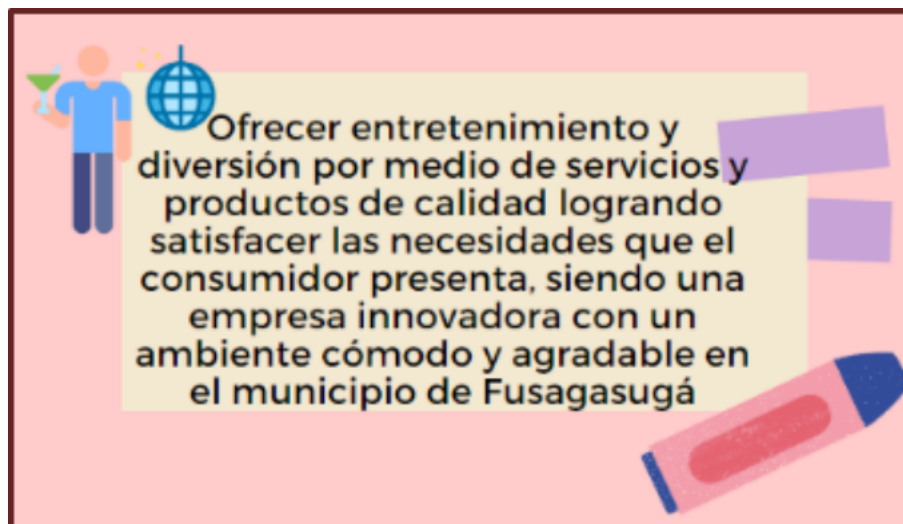 Ofrecer entretenimiento y
diversión por medio de servicios y
productos de calidad logrando
satisfacer las necesidades que el
consumidor presenta, siendo una
empresa innovadora con un
ambiente cómodo y agradable en
el municipio de Fusagasugá